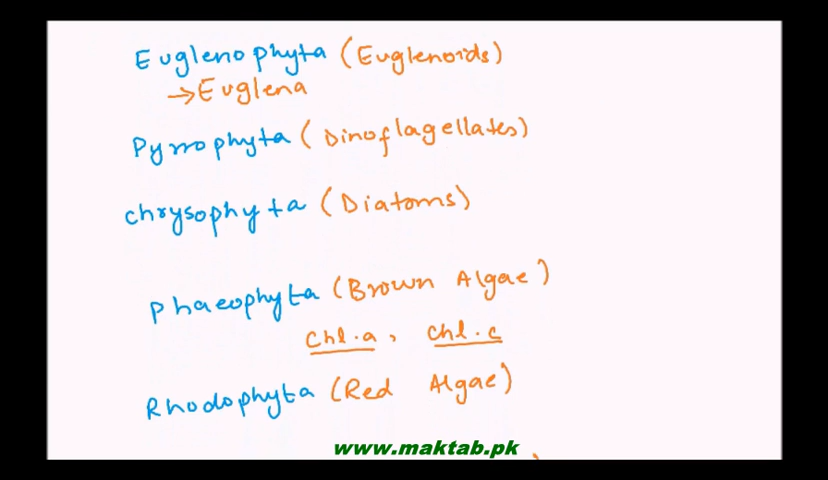 Euglenophyta (Euglenoids)
→Euglena
Pyrrophyta (Dinoflagellates)
chrysophyta (Diatoms)
Phaeophyta (Brown Algae)
Chl.a, Chl.c
Rhodophyta (Red Algae)
www.maktab.pk